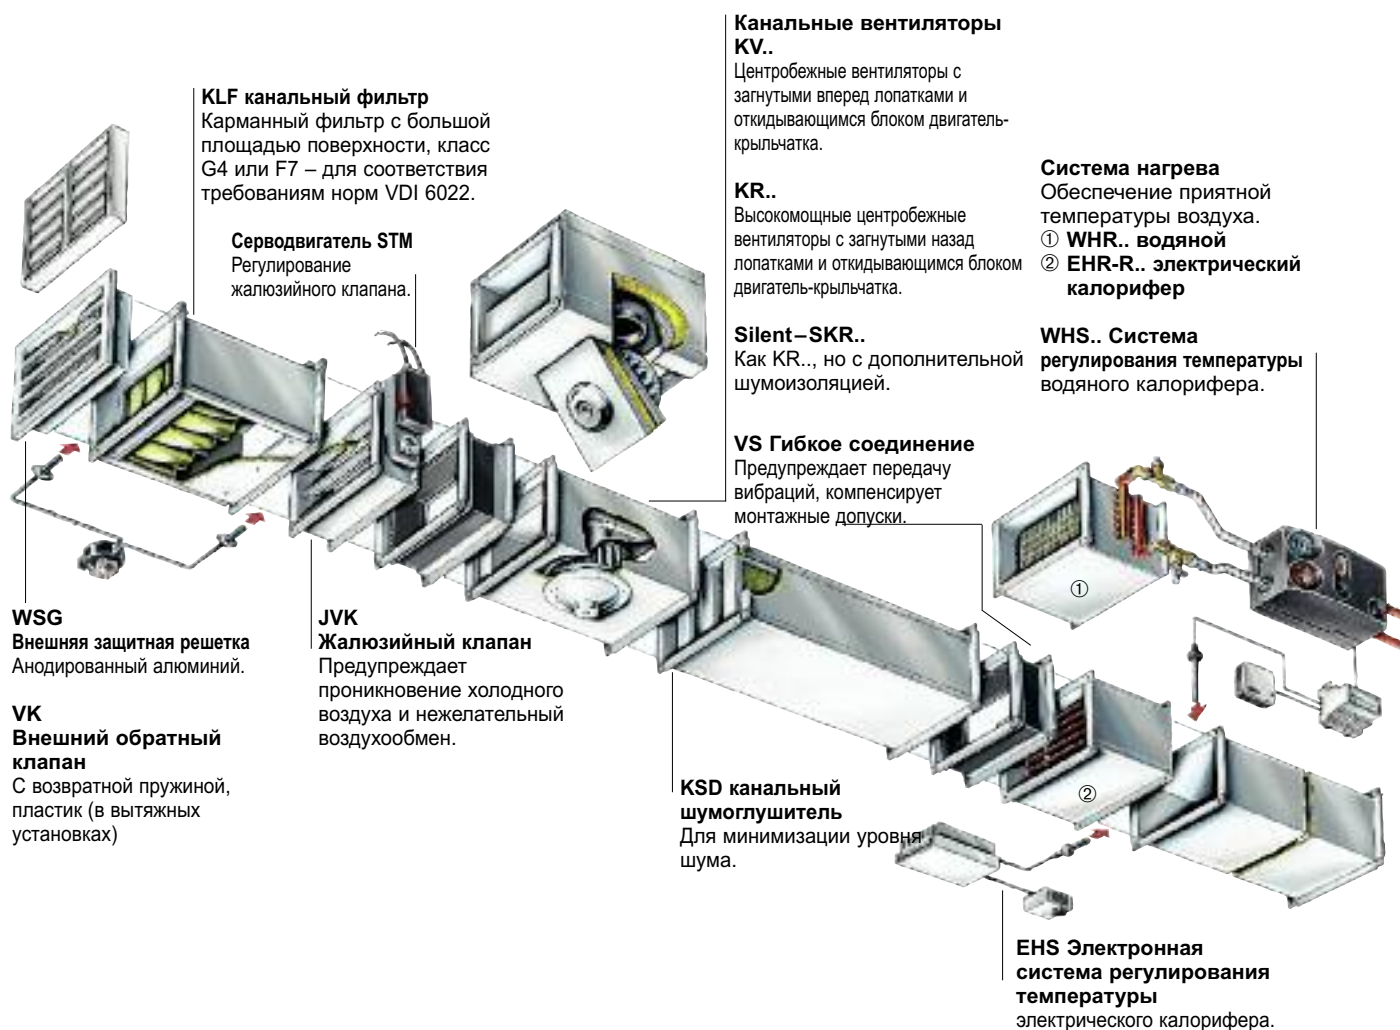 Канальные вентиляторы
KV..
Центробежные вентиляторы с
загнутыми вперед лопатками и
откидывающимся блоком двигатель-
крыльчатка.
KLF канальный фильтр
Карманный фильтр с большой
площадью поверхности, класс
G4 или F7 – для соответствия
требованиям норм VDI 6022.
Серводвигатель STM
Регулирование
жалюзийного клапана.
KR..
Высокомощные центробежные
вентиляторы с загнутыми назад
лопатками и откидывающимся блоком
двигатель-крыльчатка.
Silent–SKR..
Как KR.., но с дополнительной
шумоизоляцией.
VS Гибкое соединение
Предупреждает передачу
вибраций, компенсирует
монтажные допуски.
Система нагрева
Обеспечение приятной
температуры воздуха.
① WHR.. водяной
② EHR-R.. электрический
калорифер
WHS.. Система
регулирования температуры
водяного калорифера.
①
②
WSG
Внешняя защитная решетка
Анодированный алюминий.
VK
Внешний обратный
клапан
С возвратной пружиной,
пластик (в вытяжных
установках)
JVK
Жалюзийный клапан
Предупреждает
проникновение холодного
воздуха и нежелательный
воздухообмен.
KSD канальный
шумоглушитель
Для минимизации уровня
шума.
EHS Электронная
система регулирования
температуры
электрического калорифера.